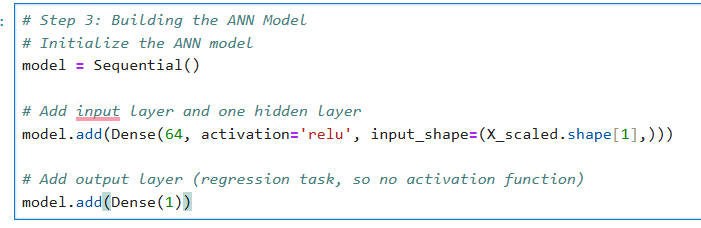 :
# Step 3: Building the ANN Model
# Initialize the ANN model
model = Sequential()
# Add input layer and one hidden layer
model.add(Dense(64, activation='relu', input_shape=(X_scaled.shape[1],)))
# Add output layer (regression task, so no activation function)
model.add(Dense(1))